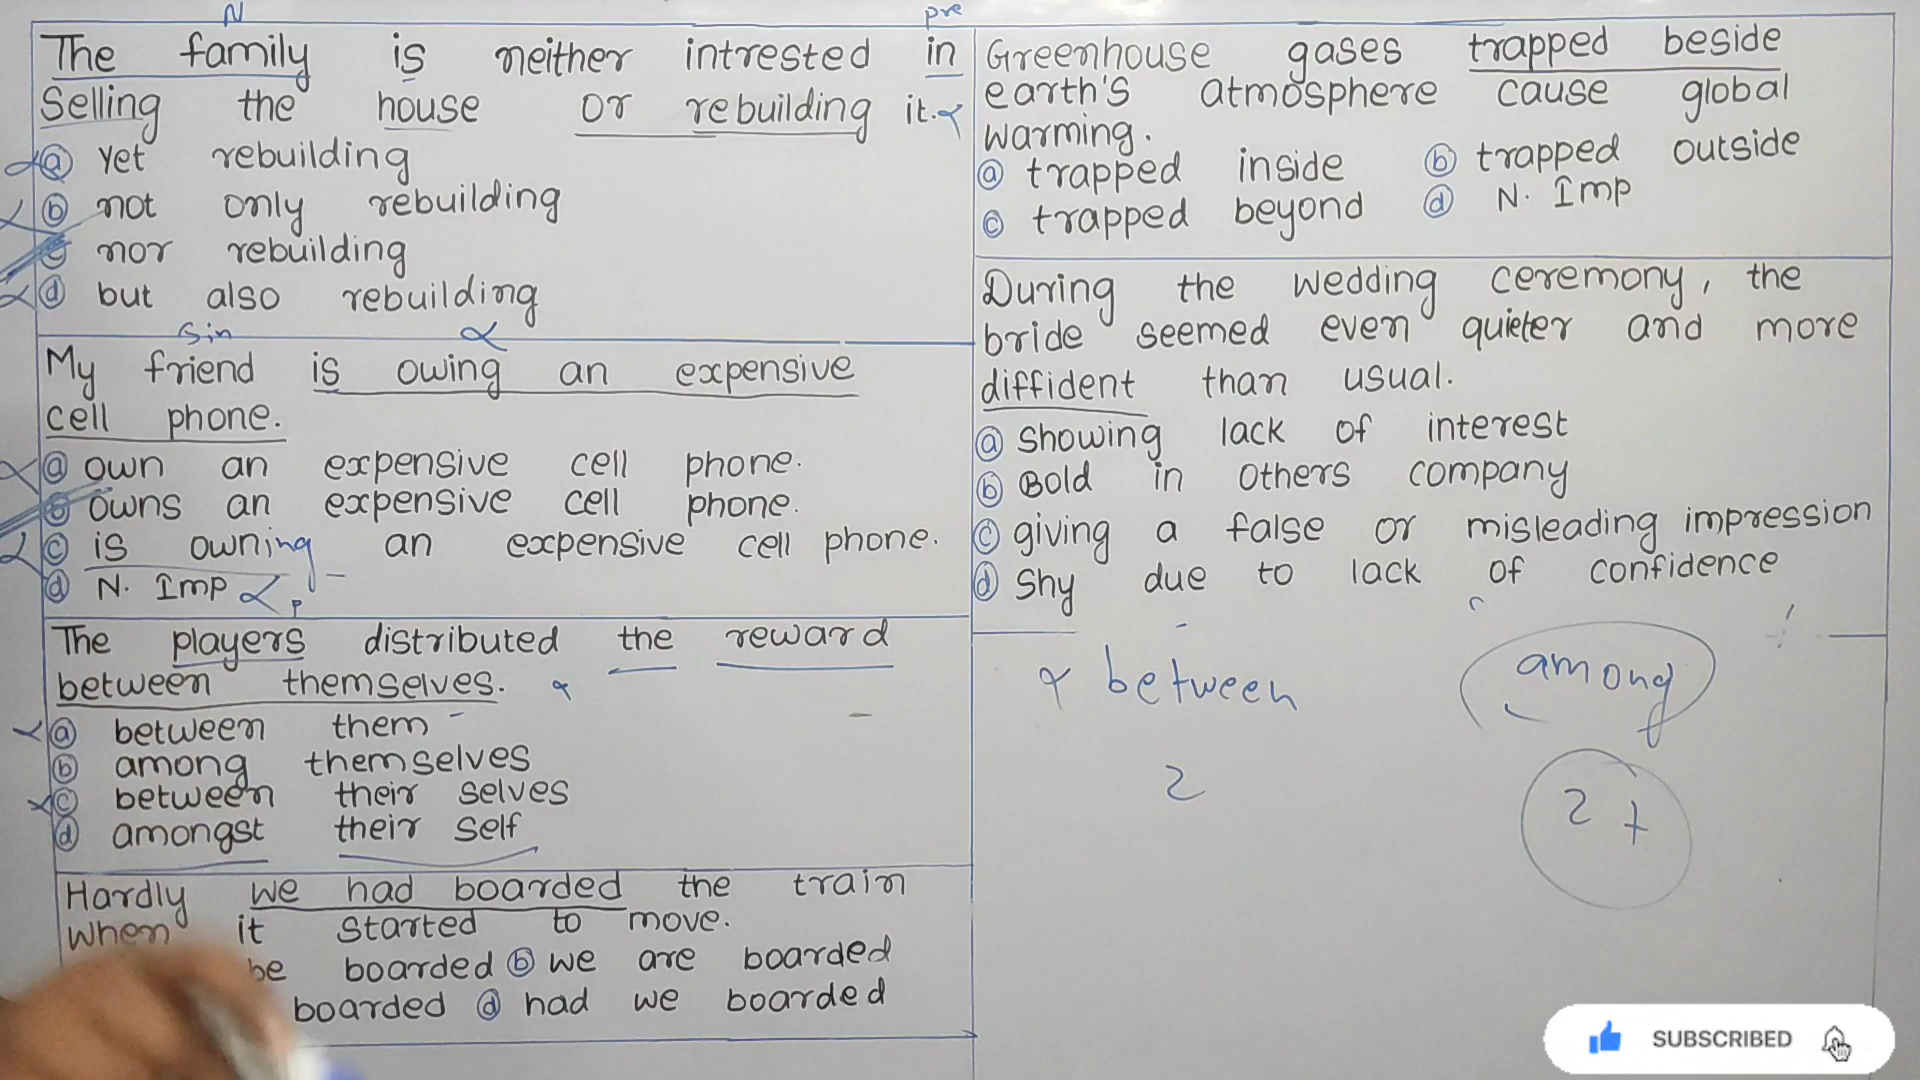 N
pre
The family is neither intrested in
Selling the house or rebuilding it.
ⓐ Yet rebuilding
ⓑ not only rebuilding
ⓒ nor rebuilding
ⓓ but also rebuilding
Sin
My friend is owing an expensive
cell phone.
ⓐ own an expensive cell phone.
ⓑ owns an expensive cell phone.
ⓒ is owning an expensive cell phone.
ⓓ N. Imp
P
The players distributed the reward
between themselves.
ⓐ between them
ⓑ among themselves
ⓒ between their selves
ⓓ amongst their self
Hardly we had boarded the train
When it started to move.
be boarded ⓑ we are boarded
boarded ⓓ had we boarded
Greenhouse gases trapped beside
earth's atmosphere cause global
warming.
ⓐ trapped inside ⓑ trapped outside
ⓒ trapped beyond ⓓ N. Imp
During the wedding ceremony, the
bride seemed even quieter and more
diffident than usual.
ⓐ Showing lack of interest
ⓑ Bold in others company
ⓒ giving a false or misleading impression
ⓓ Shy due to lack of confidence
between among
2 2 +
SUBSCRIBED